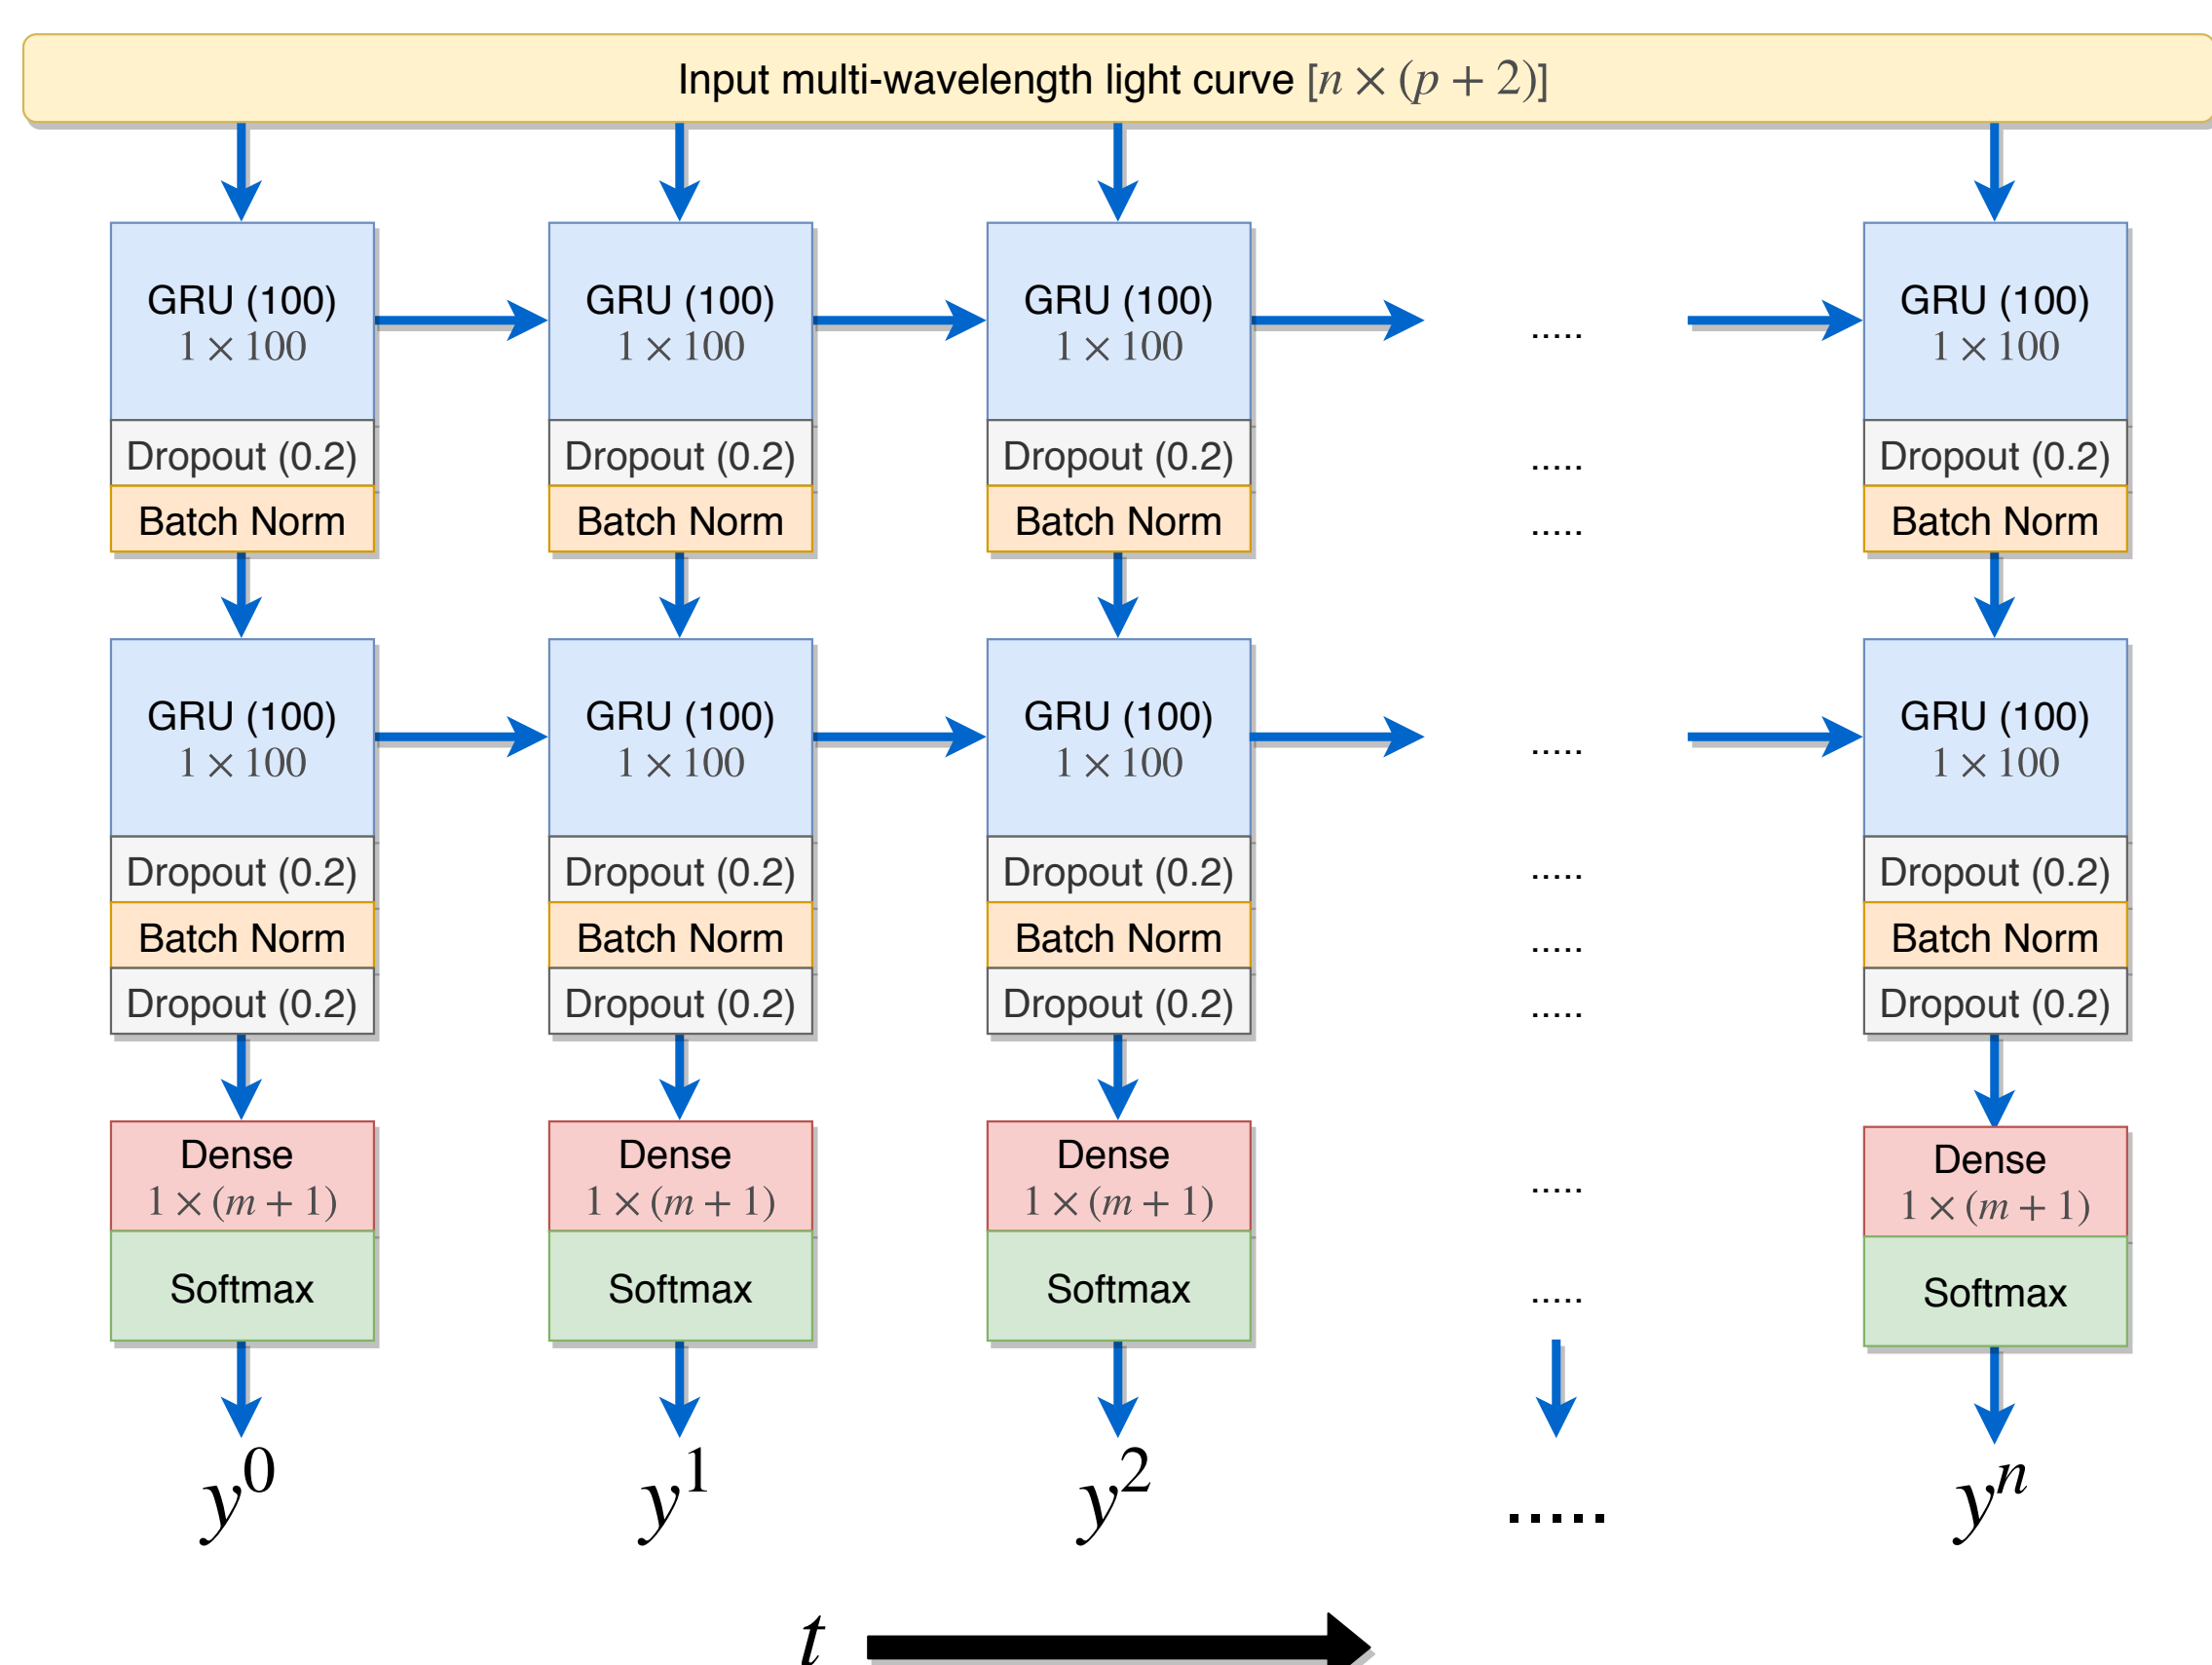 Input multi-wavelength light curve [n × (p + 2)]
GRU (100) GRU (100) GRU (100) GRU (100)
1 × 100 1 × 100 1 × 100 ..... 1 × 100
Dropout (0.2) Dropout (0.2) Dropout (0.2) ..... Dropout (0.2)
Batch Norm Batch Norm Batch Norm ..... Batch Norm
GRU (100) GRU (100) GRU (100) GRU (100)
1 × 100 1 × 100 1 × 100 ..... 1 × 100
Dropout (0.2) Dropout (0.2) Dropout (0.2) ..... Dropout (0.2)
Batch Norm Batch Norm Batch Norm ..... Batch Norm
Dropout (0.2) Dropout (0.2) Dropout (0.2) ..... Dropout (0.2)
Dense Dense Dense Dense
1 × (m + 1) 1 × (m + 1) 1 × (m + 1) ..... 1 × (m + 1)
Softmax Softmax Softmax ..... Softmax
y⁰ y¹ y² ..... yⁿ
t